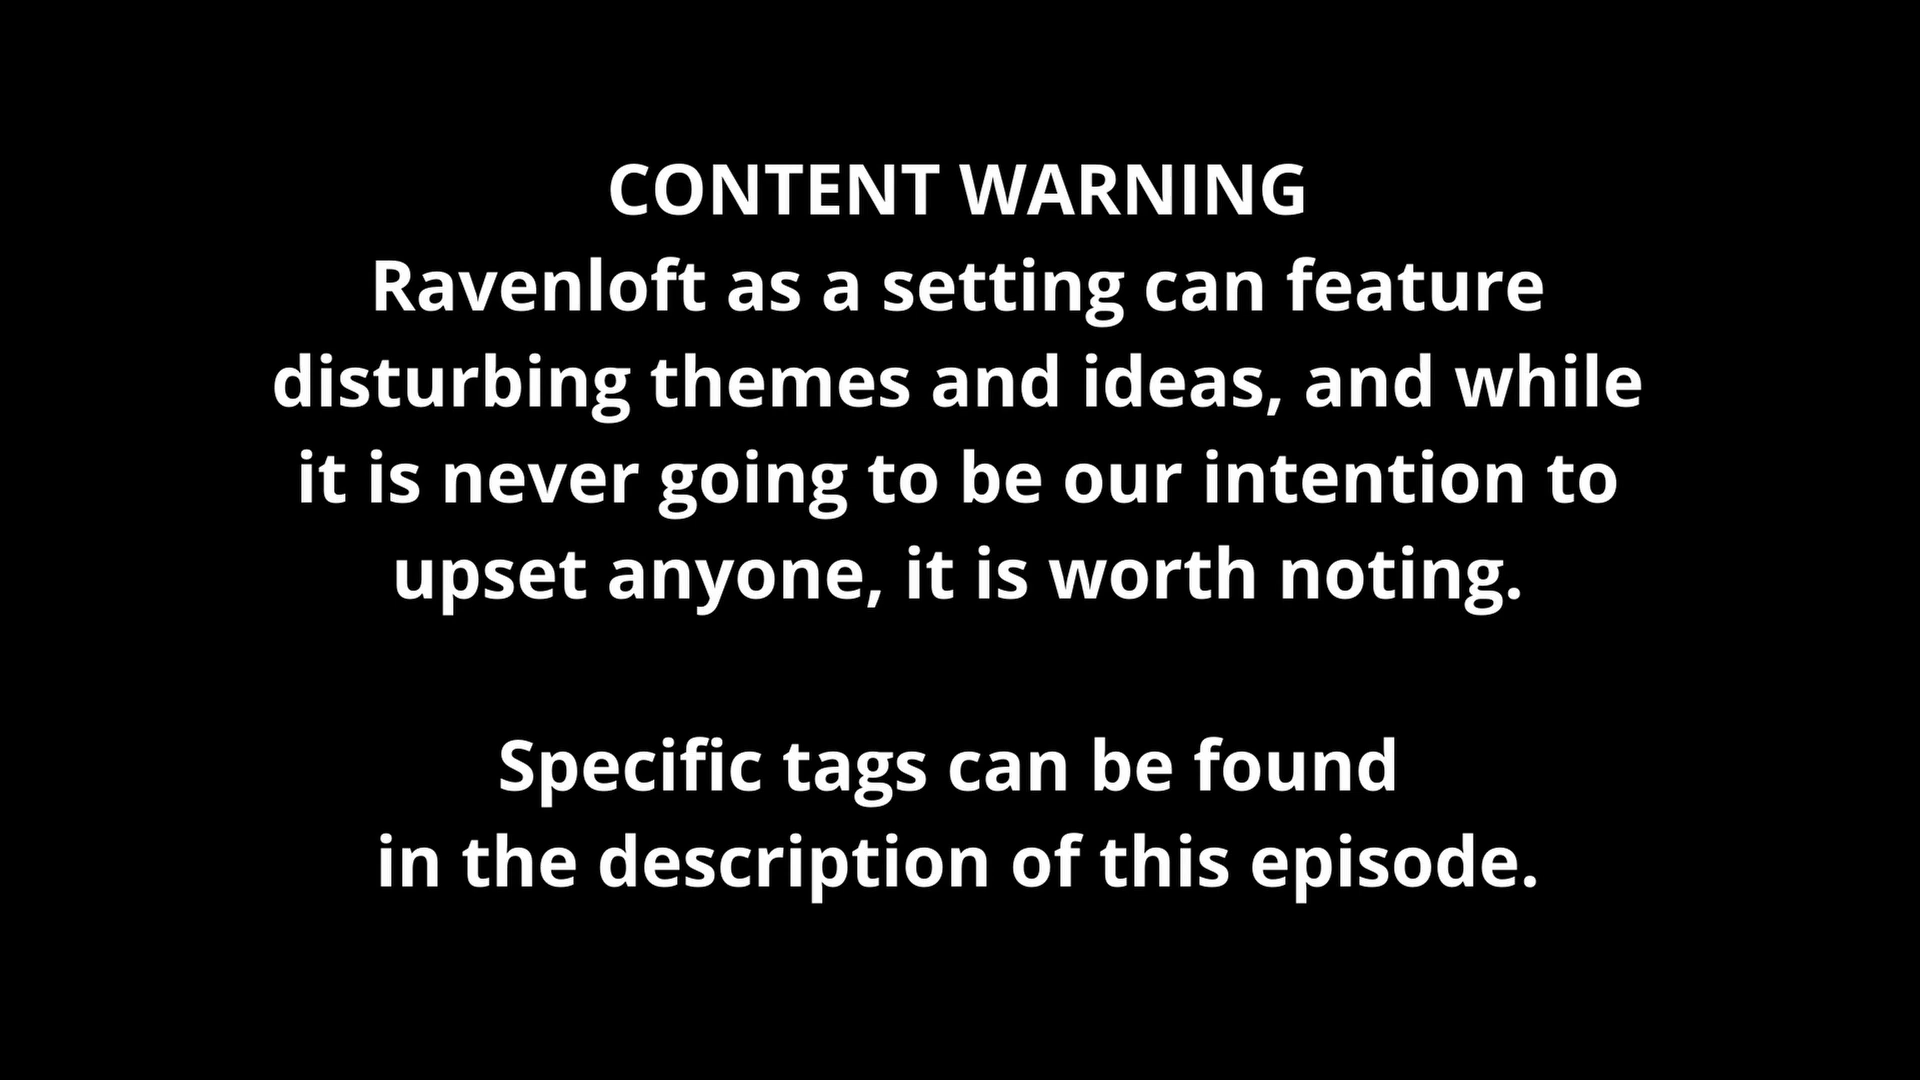 CONTENT WARNING
Ravenloft as a setting can feature
disturbing themes and ideas, and while
it is never going to be our intention to
upset anyone, it is worth noting.
Specific tags can be found
in the description of this episode.